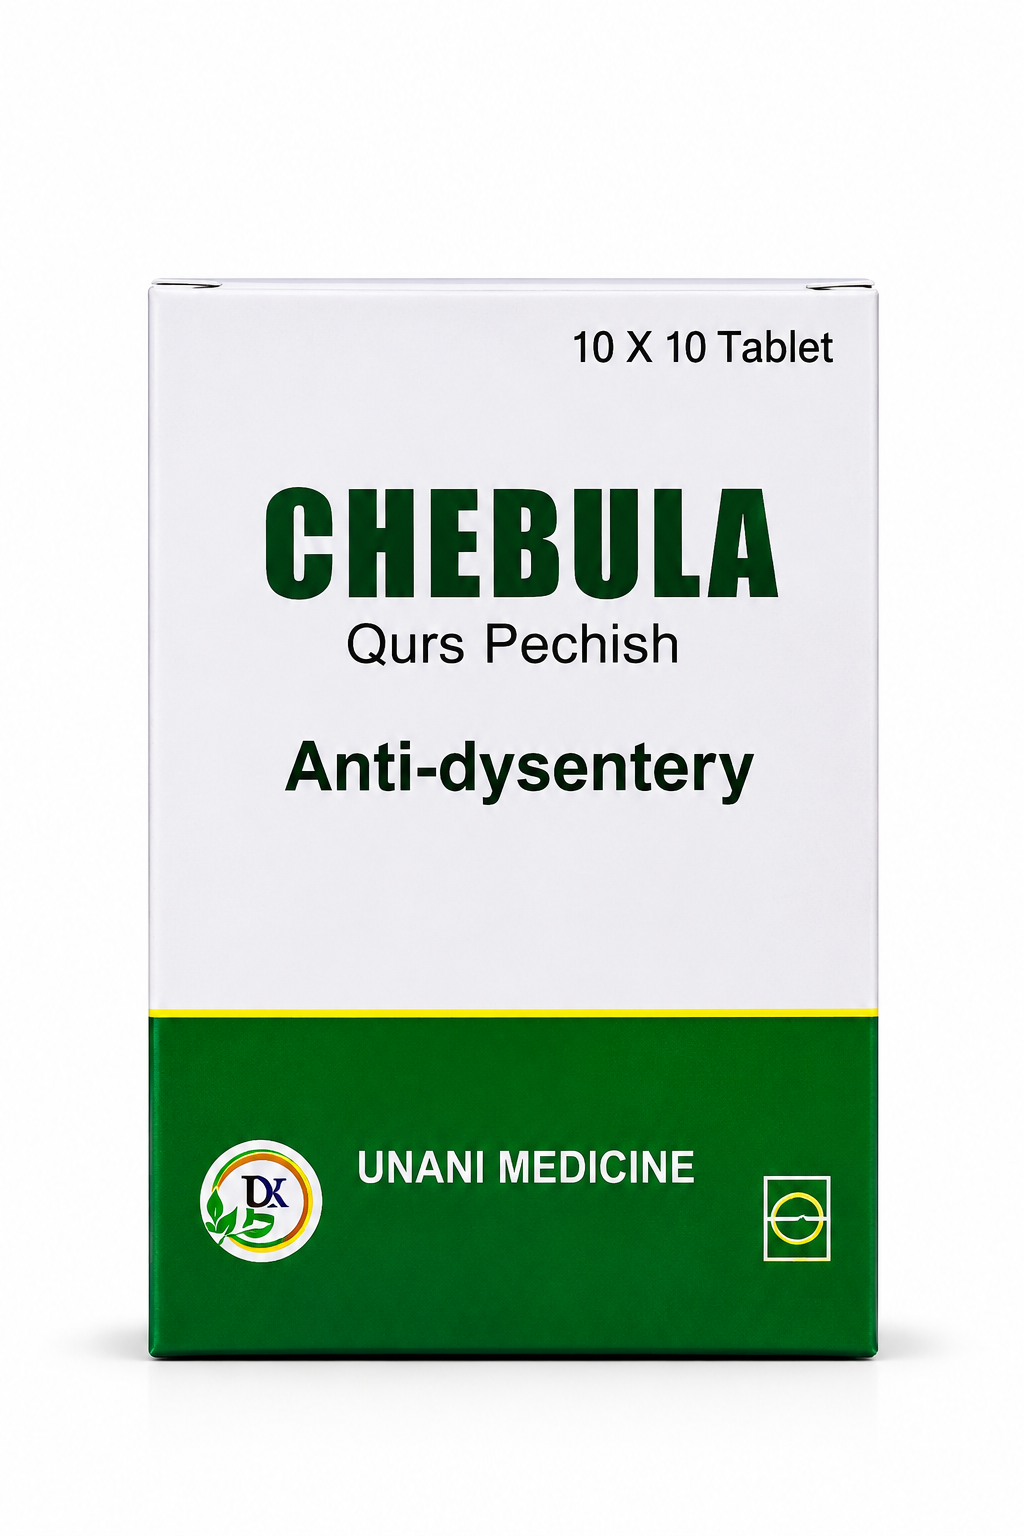 10 X 10 Tablet
CHEBULA
Qurs Pechish
Anti-dysentery
UNANI MEDICINE
DK